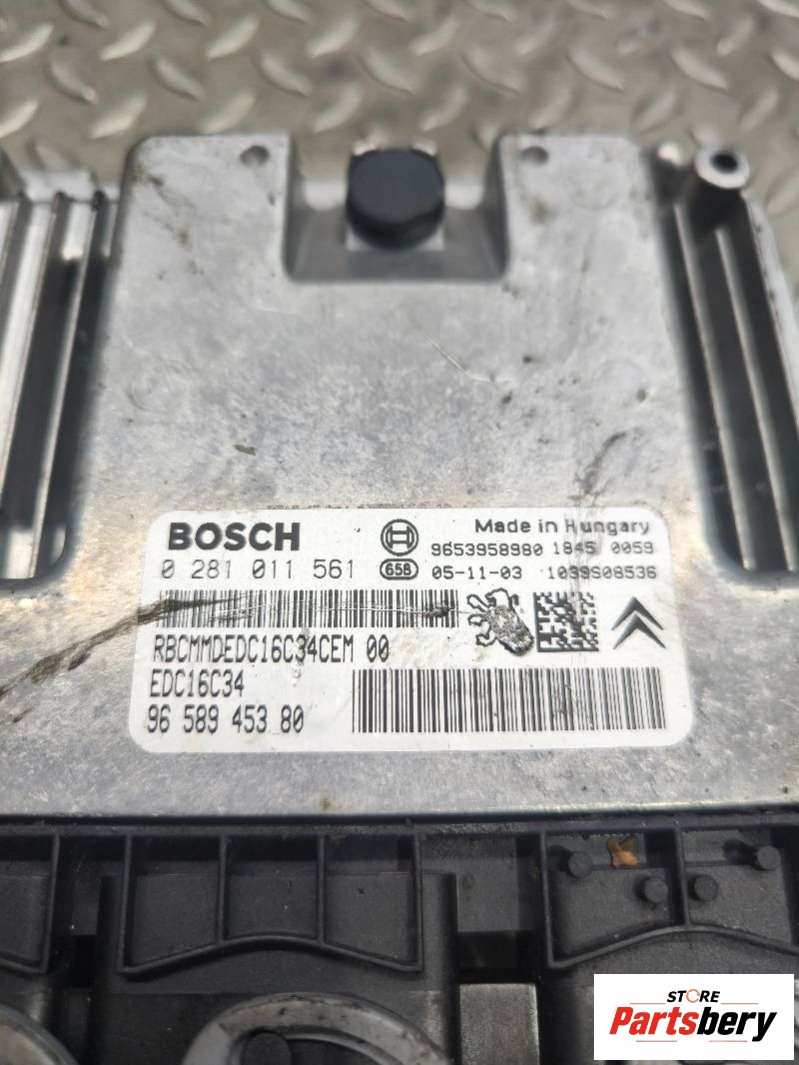 BOSCH
Made in Hungary
9653958980 1845 0059
0 281 011 561
658
05-11-03 1039S08536
RBCMMDEDC16C34CEM 00
EDC16C34
96 589 453 80
STORE
Partsbery